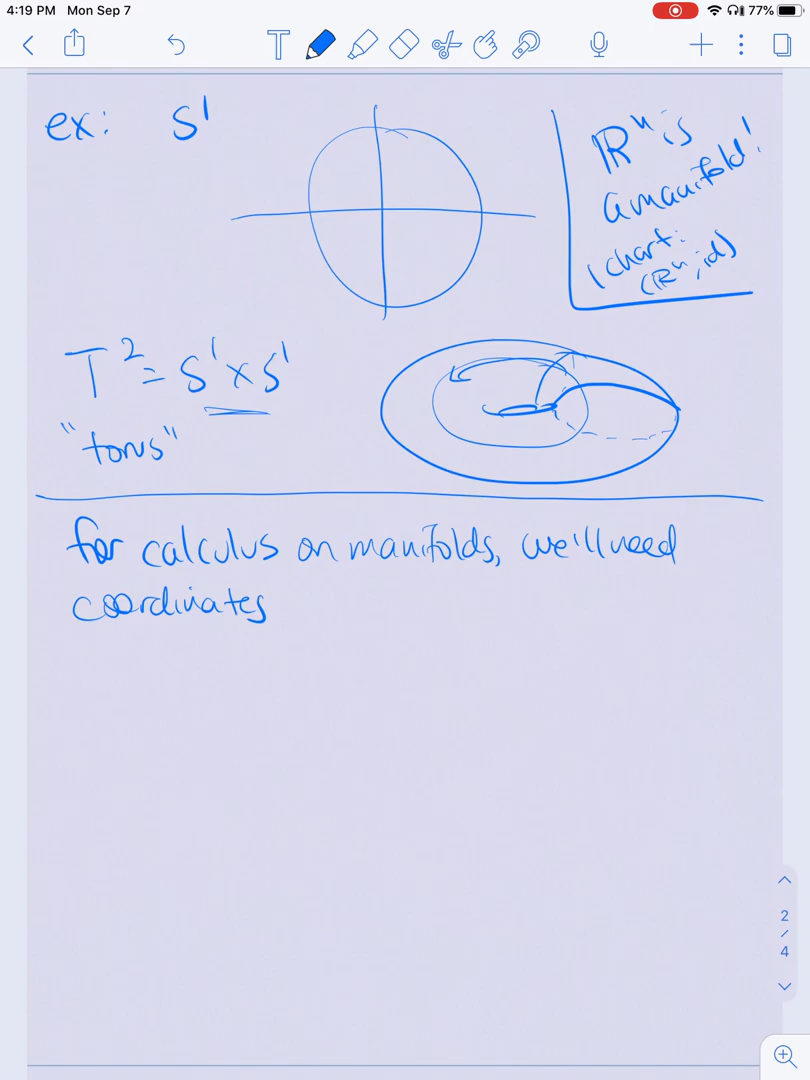 4:19 PM Mon Sep 7
77%
T
ex: S¹
ℝⁿ is
a manifold!
1 chart:
(ℝⁿ, id)
T² = S¹ × S¹
"torus"
for calculus on manifolds, we'll need
coordinates
2
/
4